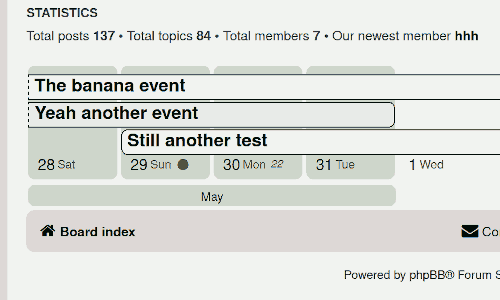 STATISTICS
Total posts 137 • Total topics 84 • Total members 7 • Our newest member hhh
The banana event
Yeah another event
Still another test
28 Sat 29 Sun 30 Mon 22 31 Tue 1 Wed
May
Board index Co
Powered by phpBB® Forum S